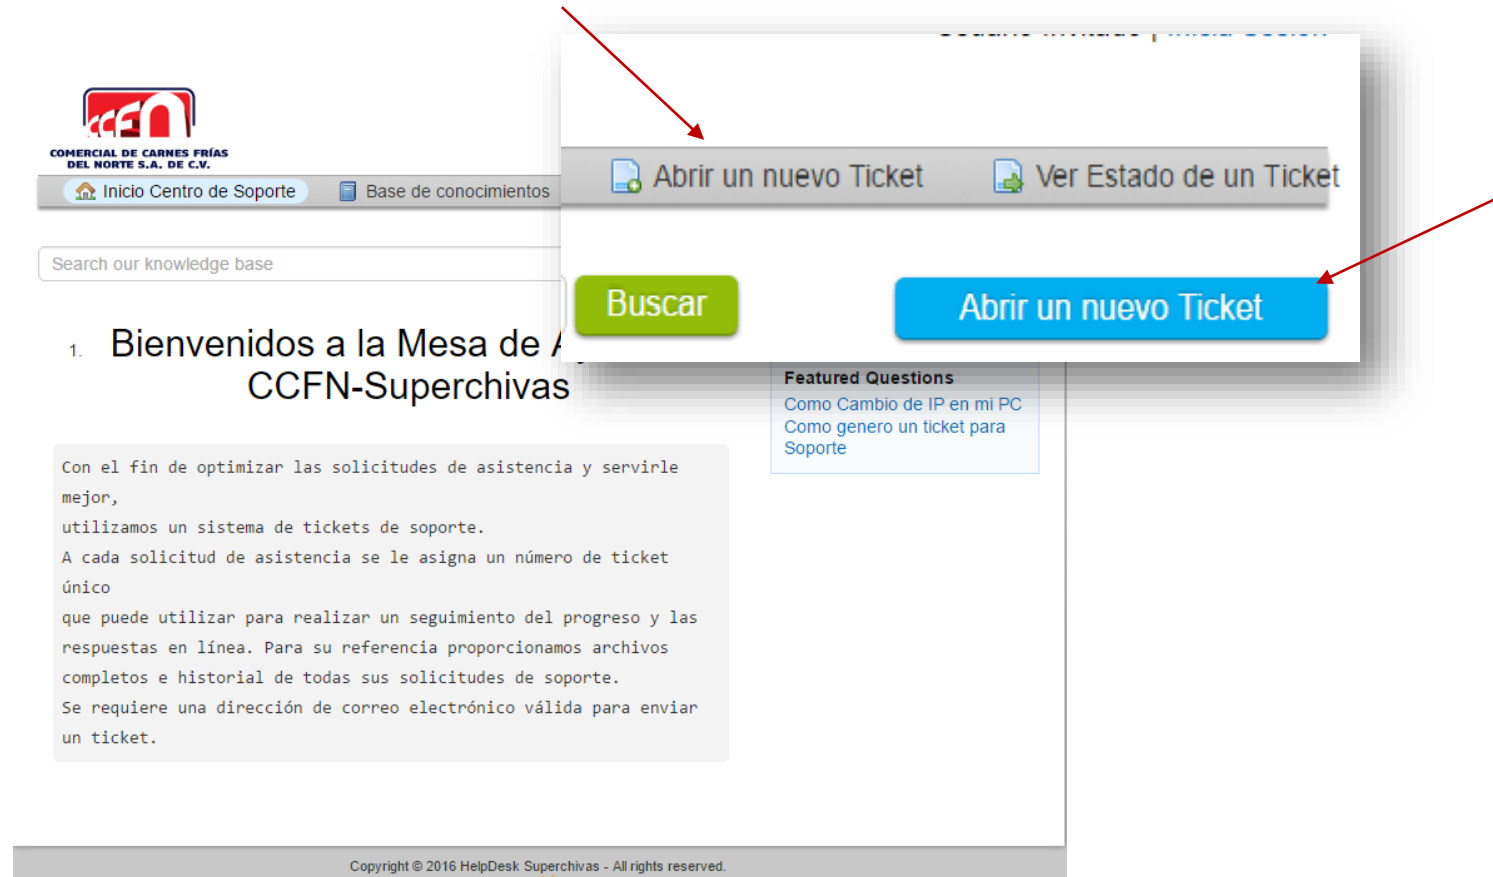 Inicia Sesión
CCFN
COMERCIAL DE CARNES FRÍAS
DEL NORTE S.A. DE C.V.
Inicio Centro de Soporte
Base de conocimientos
Abrir un nuevo Ticket
Ver Estado de un Ticket
Search our knowledge base
Buscar
Abrir un nuevo Ticket
1. Bienvenidos a la Mesa de
CCFN-Superchivas
Featured Questions
Como Cambio de IP en mi PC
Como genero un ticket para
Soporte
Con el fin de optimizar las solicitudes de asistencia y servirle
mejor,
utilizamos un sistema de tickets de soporte.
A cada solicitud de asistencia se le asigna un número de ticket
único
que puede utilizar para realizar un seguimiento del progreso y las
respuestas en línea. Para su referencia proporcionamos archivos
completos e historial de todas sus solicitudes de soporte.
Se requiere una dirección de correo electrónico válida para enviar
un ticket.
Copyright © 2016 HelpDesk Superchivas - All rights reserved.